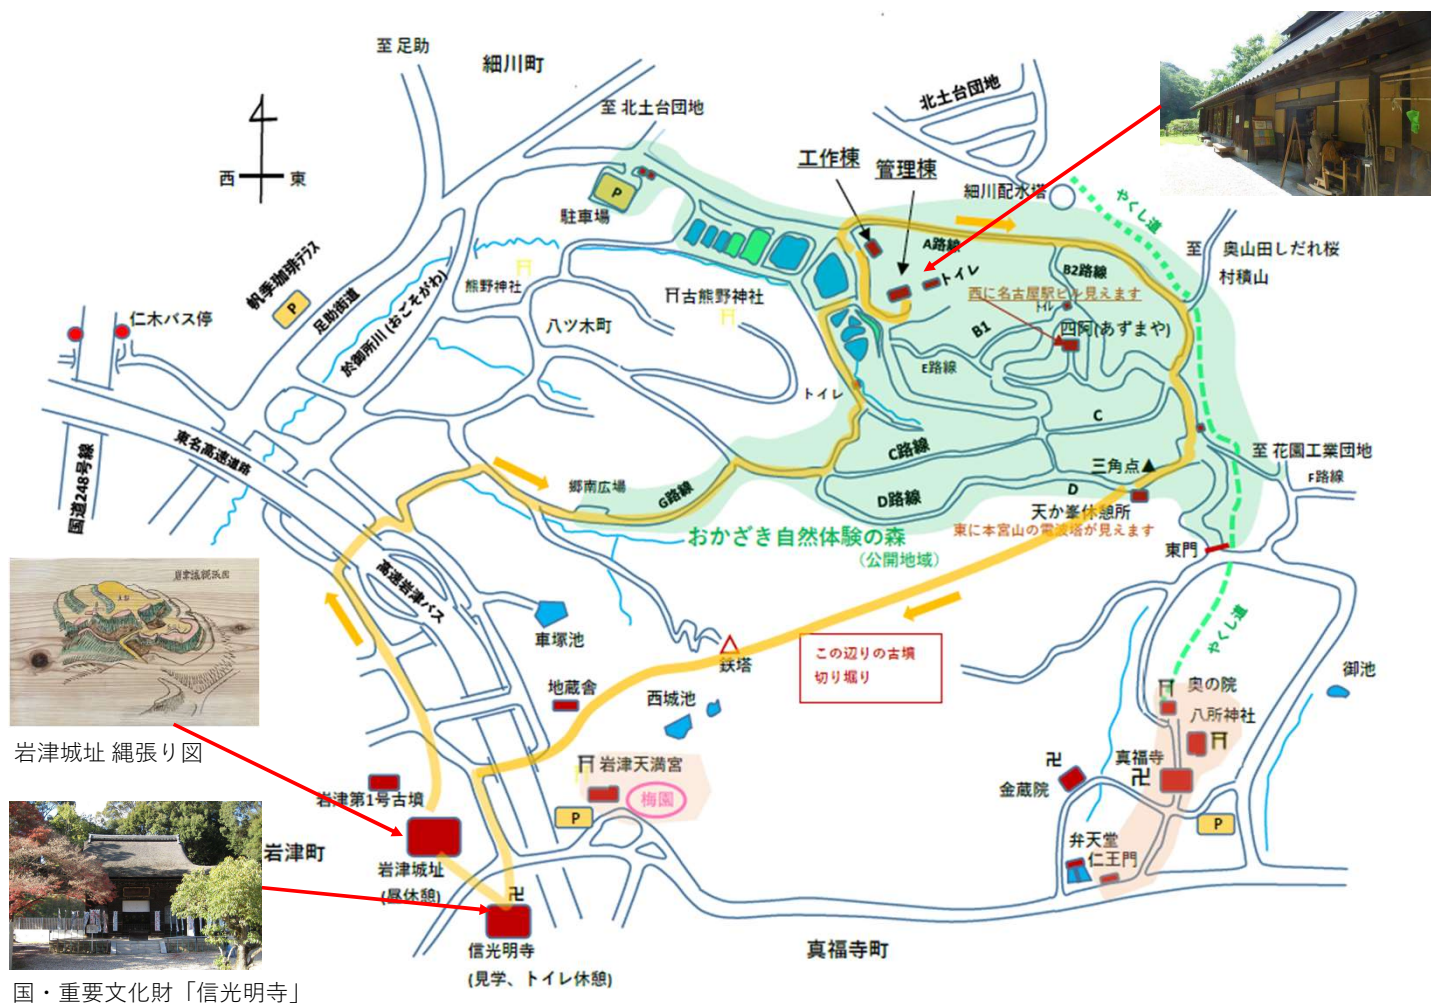 至 足助
細川町
至 北土台団地
北土台団地
西
東
工作棟
管理棟
細川配水塔
やくし道
駐車場
P
A路線
至
奥山田しだれ桜
村積山
帆季珈琲テラス
P
足助街道
於御所川(おごそがわ)
熊野神社
古熊野神社
トイレ
B2路線
西に名古屋駅ビル見えます
トイレ
四阿(あずまや)
B1
仁木バス停
八ツ木町
E路線
トイレ
C
東名高速道路
国道248号線
C路線
三角点
至 花園工業団地
F路線
郷南広場
G路線
D路線
D
天か峯休憩所
東に本宮山の電波塔が見えます
おかざき自然体験の森
(公開地域)
東門
高速岩津バス
岩津城縄張図
車塚池
鉄塔
この辺りの古墳
切り堀り
やくし道
地蔵舎
西城池
奥の院
御池
八所神社
岩津城址 縄張り図
岩津天満宮
梅園
真福寺
金蔵院
岩津第1号古墳
P
P
岩津町
岩津城址
(昼休憩)
弁天堂
仁王門
信光明寺
(見学、トイレ休憩)
真福寺町
国・重要文化財「信光明寺」